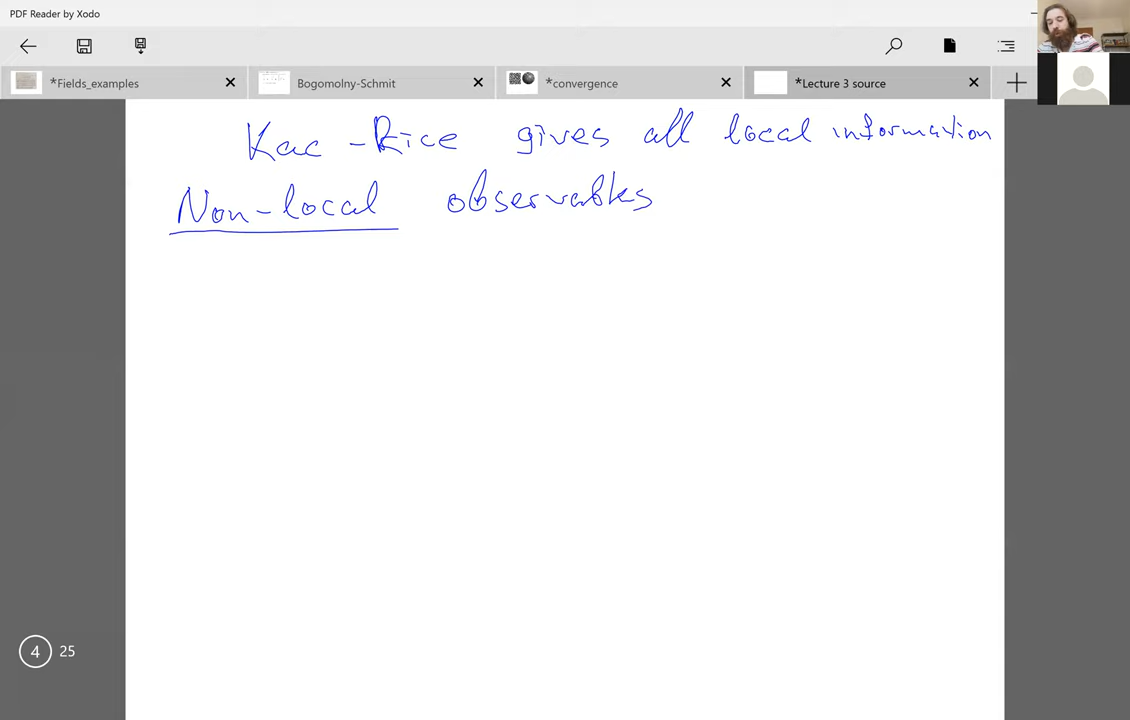 PDF Reader by Xodo
*Fields_examples
Bogomolny-Schmit
*convergence
*Lecture 3 source
Kac-Rice gives all local information
Non-local observables
4 25